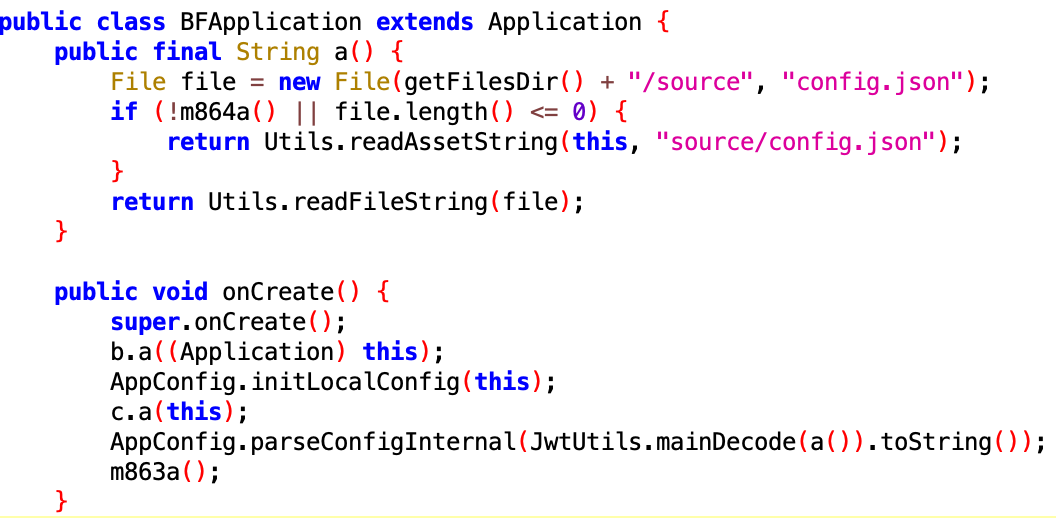 public class BFApplication extends Application {
    public final String a() {
        File file = new File(getFilesDir() + "/source", "config.json");
        if (!m864a() || file.length() <= 0) {
            return Utils.readAssetString(this, "source/config.json");
        }
        return Utils.readFileString(file);
    }

    public void onCreate() {
        super.onCreate();
        b.a((Application) this);
        AppConfig.initLocalConfig(this);
        c.a(this);
        AppConfig.parseConfigInternal(JwtUtils.mainDecode(a()).toString());
        m863a();
    }